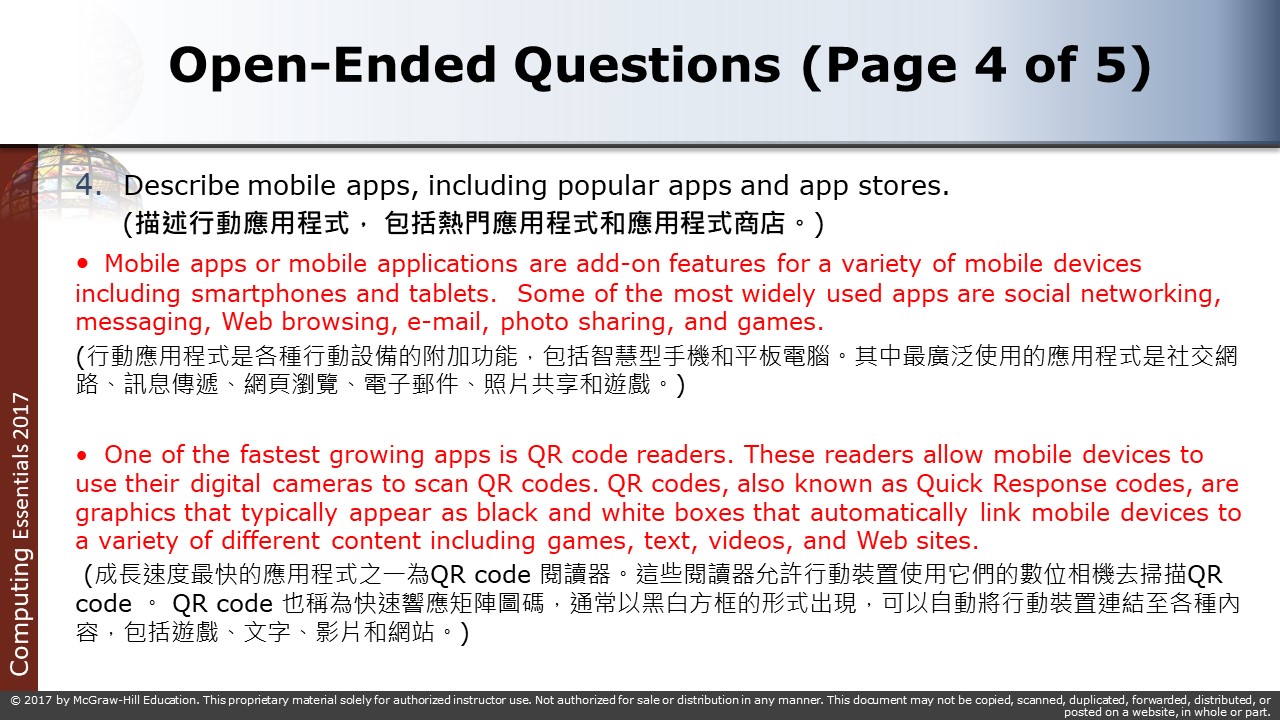 Open-Ended Questions (Page 4 of 5)
4. Describe mobile apps, including popular apps and app stores.
(描述行動應用程式， 包括熱門應用程式和應用程式商店。)
• Mobile apps or mobile applications are add-on features for a variety of mobile devices
including smartphones and tablets. Some of the most widely used apps are social networking,
messaging, Web browsing, e-mail, photo sharing, and games.
(行動應用程式是各種行動設備的附加功能，包括智慧型手機和平板電腦。其中最廣泛使用的應用程式是社交網
路、訊息傳遞、網頁瀏覽、電子郵件、照片共享和遊戲。)
• One of the fastest growing apps is QR code readers. These readers allow mobile devices to
use their digital cameras to scan QR codes. QR codes, also known as Quick Response codes, are
graphics that typically appear as black and white boxes that automatically link mobile devices to
a variety of different content including games, text, videos, and Web sites.
(成長速度最快的應用程式之一為QR code 閱讀器。這些閱讀器允許行動裝置使用它們的數位相機去掃描QR
code 。 QR code 也稱為快速響應矩陣圖碼，通常以黑白方框的形式出現，可以自動將行動裝置連結至各種內
容，包括遊戲、文字、影片和網站。)
Computing Essentials 2017
© 2017 by McGraw-Hill Education. This proprietary material solely for authorized instructor use. Not authorized for sale or distribution in any manner. This document may not be copied, scanned, duplicated, forwarded, distributed, or
posted on a website, in whole or part.